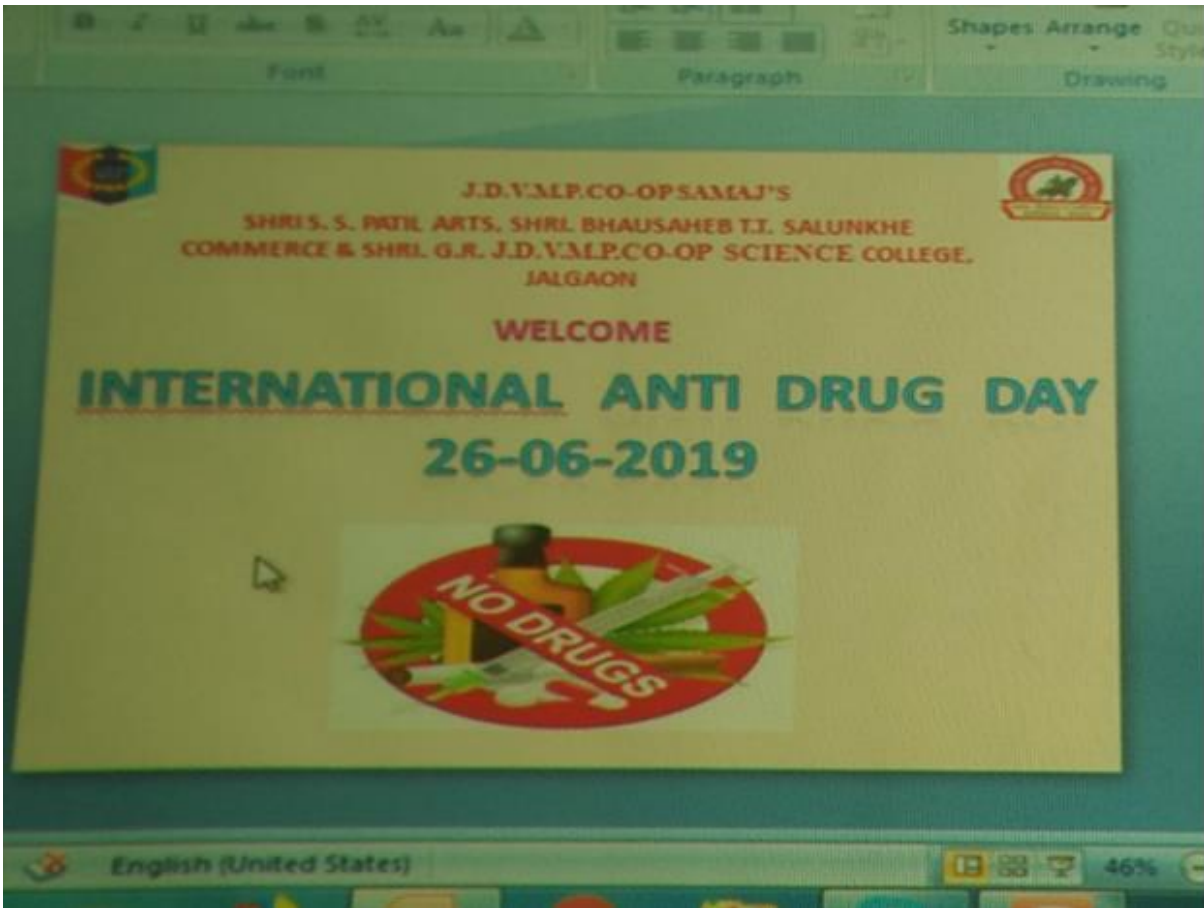 Shapes Arrange
Font Paragraph Drawing
J.D.V.M.P.CO-OP SAMAJ'S
SHRI S. S. PATIL ARTS, SHRI. BHAUSAHEB T.T. SALUNKHE
COMMERCE & SHRI. G.R. J.D.V.M.P.CO-OP SCIENCE COLLEGE,
JALGAON
WELCOME
INTERNATIONAL ANTI DRUG DAY
26-06-2019
NO DRUGS
English (United States) 46%